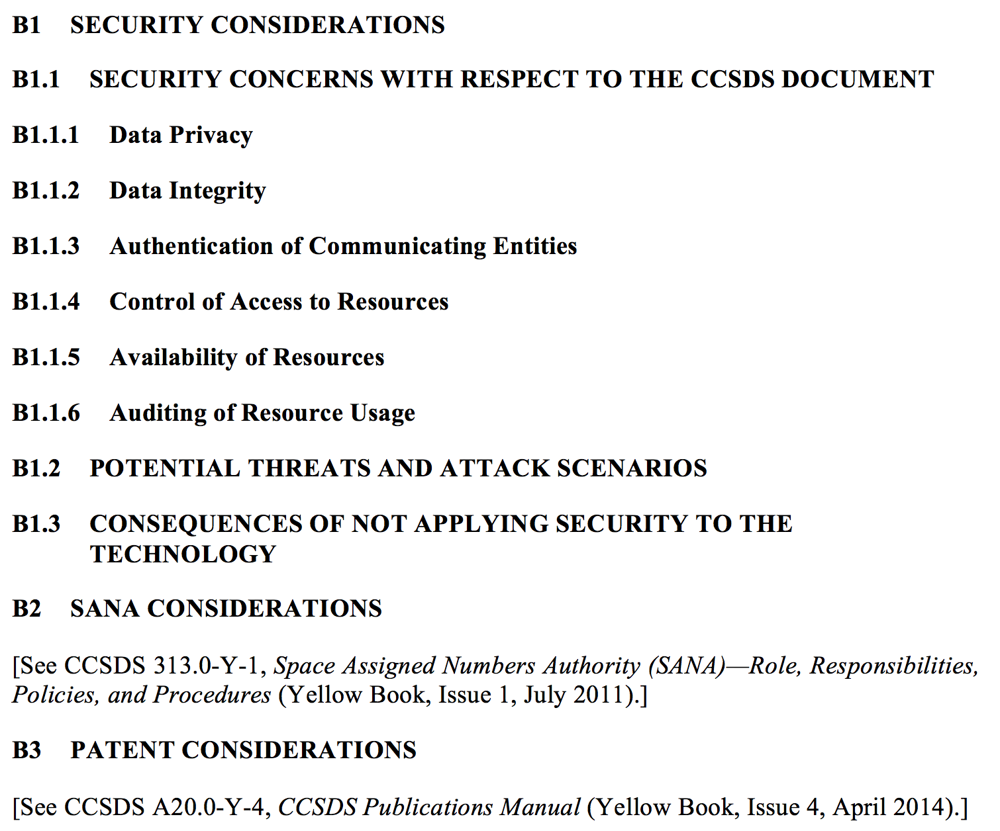 B1 SECURITY CONSIDERATIONS
B1.1 SECURITY CONCERNS WITH RESPECT TO THE CCSDS DOCUMENT
B1.1.1 Data Privacy
B1.1.2 Data Integrity
B1.1.3 Authentication of Communicating Entities
B1.1.4 Control of Access to Resources
B1.1.5 Availability of Resources
B1.1.6 Auditing of Resource Usage
B1.2 POTENTIAL THREATS AND ATTACK SCENARIOS
B1.3 CONSEQUENCES OF NOT APPLYING SECURITY TO THE
TECHNOLOGY
B2 SANA CONSIDERATIONS
[See CCSDS 313.0-Y-1, Space Assigned Numbers Authority (SANA)—Role, Responsibilities,
Policies, and Procedures (Yellow Book, Issue 1, July 2011).]
B3 PATENT CONSIDERATIONS
[See CCSDS A20.0-Y-4, CCSDS Publications Manual (Yellow Book, Issue 4, April 2014).]